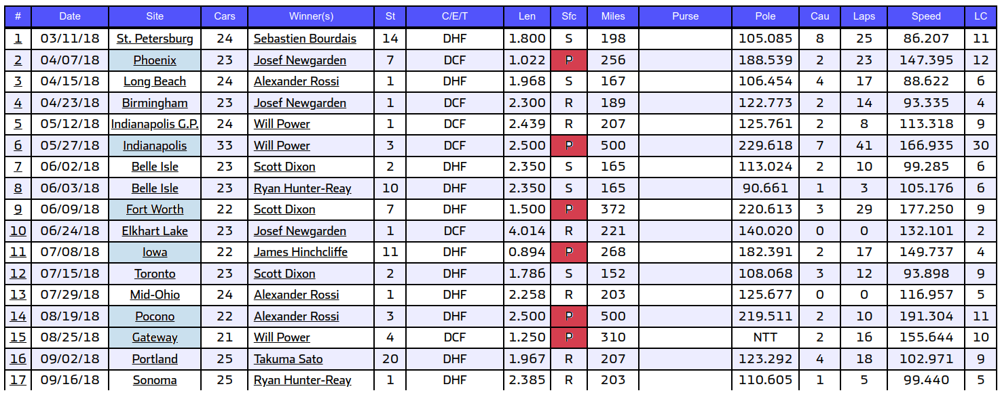 # Date Site Cars Winner(s) St C/E/T Len Sfc Miles Purse Pole Cau Laps Speed LC
1 03/11/18 St. Petersburg 24 Sebastien Bourdais 14 DHF 1.800 S 198 105.085 8 25 86.207 11
2 04/07/18 Phoenix 23 Josef Newgarden 7 DCF 1.022 P 256 188.539 2 23 147.395 12
3 04/15/18 Long Beach 24 Alexander Rossi 1 DHF 1.968 S 167 106.454 4 17 88.622 6
4 04/23/18 Birmingham 23 Josef Newgarden 1 DCF 2.300 R 189 122.773 2 14 93.335 4
5 05/12/18 Indianapolis G.P. 24 Will Power 1 DCF 2.439 R 207 125.761 2 8 113.318 9
6 05/27/18 Indianapolis 33 Will Power 3 DCF 2.500 P 500 229.618 7 41 166.935 30
7 06/02/18 Belle Isle 23 Scott Dixon 2 DHF 2.350 S 165 113.024 2 10 99.285 6
8 06/03/18 Belle Isle 23 Ryan Hunter-Reay 10 DHF 2.350 S 165 90.661 1 3 105.176 6
9 06/09/18 Fort Worth 22 Scott Dixon 7 DHF 1.500 P 372 220.613 3 29 177.250 9
10 06/24/18 Elkhart Lake 23 Josef Newgarden 1 DCF 4.014 R 221 140.020 0 0 132.101 2
11 07/08/18 Iowa 22 James Hinchcliffe 11 DHF 0.894 P 268 182.391 2 17 149.737 4
12 07/15/18 Toronto 23 Scott Dixon 2 DHF 1.786 S 152 108.068 3 12 93.898 9
13 07/29/18 Mid-Ohio 24 Alexander Rossi 1 DHF 2.258 R 203 125.677 0 0 116.957 5
14 08/19/18 Pocono 22 Alexander Rossi 3 DHF 2.500 P 500 219.511 2 10 191.304 11
15 08/25/18 Gateway 21 Will Power 4 DCF 1.250 P 310 NTT 2 16 155.644 10
16 09/02/18 Portland 25 Takuma Sato 20 DHF 1.967 R 207 123.292 4 18 102.971 9
17 09/16/18 Sonoma 25 Ryan Hunter-Reay 1 DHF 2.385 R 203 110.605 1 5 99.440 5